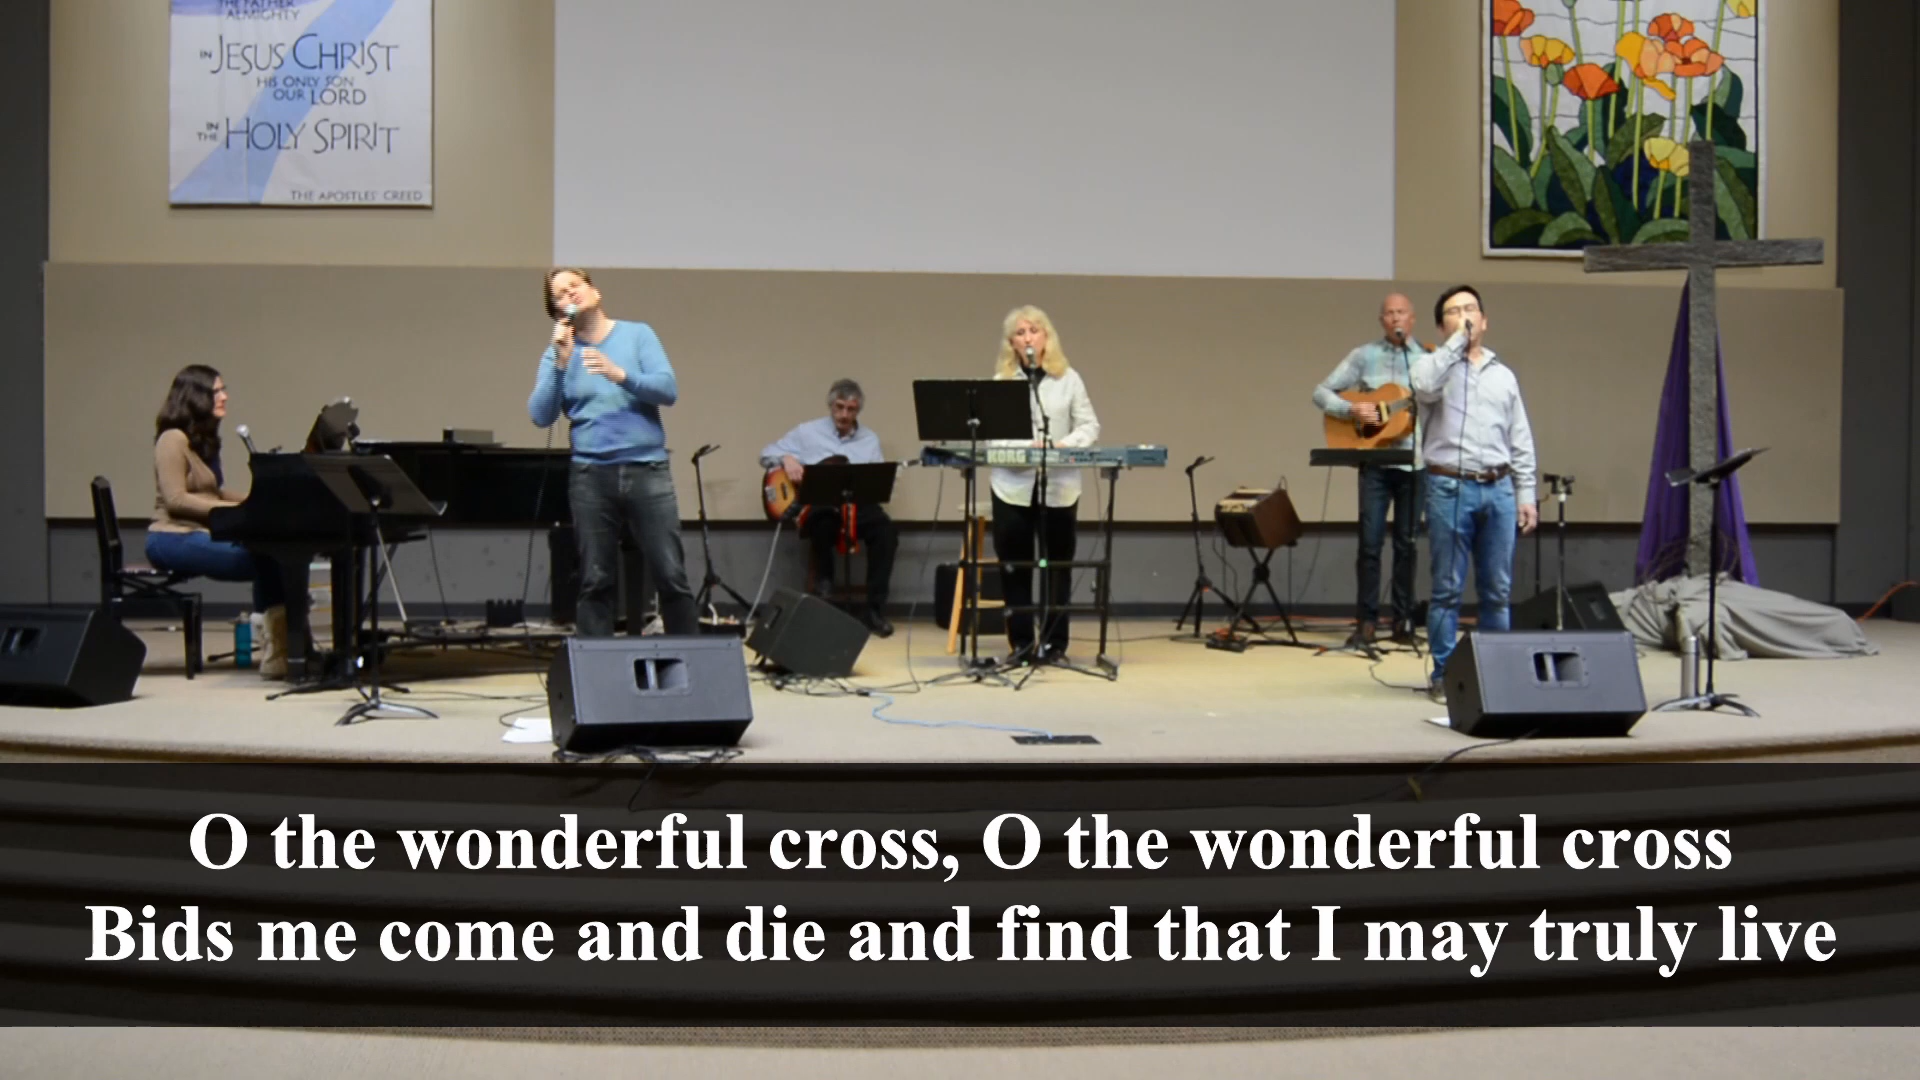 THE FATHER
ALMIGHTY
IN JESUS CHRIST
HIS ONLY SON
OUR LORD
IN THE HOLY SPIRIT
THE APOSTLES' CREED
KORG
O the wonderful cross, O the wonderful cross
Bids me come and die and find that I may truly live